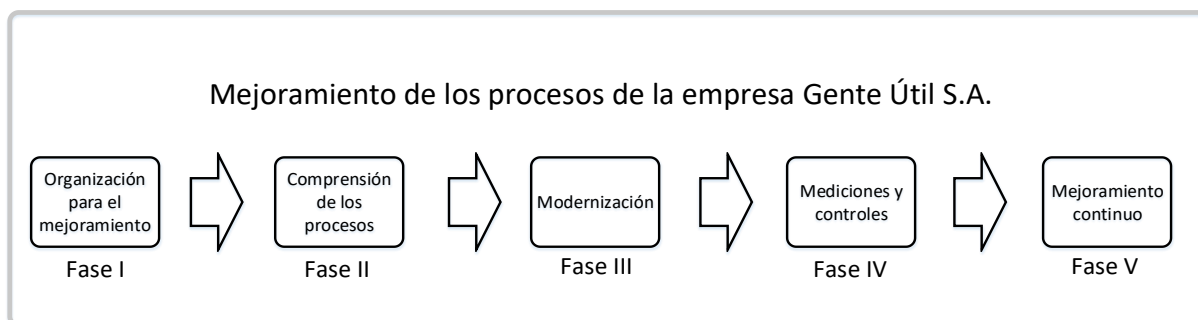 Mejoramiento de los procesos de la empresa Gente Útil S.A.
Organización
para el
mejoramiento
Fase I
Comprensión
de los
procesos
Fase II
Modernización
Fase III
Mediciones y
controles
Fase IV
Mejoramiento
continuo
Fase V